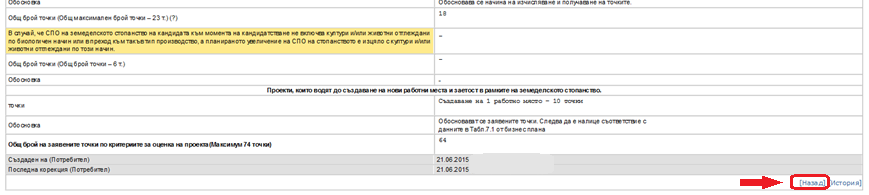 Обосновава се начина на изчисляване и получаване на точките.
Общ брой точки (Общ максимален брой точки – 23 т.) (?)
18
В случай, че СПО на земеделското стопанство на кандидата към момента на кандидатстване не включва култури и/или животни отглеждани
по биологичен начин или в преход към такъв тип производство, а планираното увеличение на СПО на стопанството е изцяло с култури и/или
животни отглеждани по този начин.
–
Общ брой точки (Общ брой точки – 6 т.)
–
Обосновка
-
Проекти, които водят до създаване на нови работни места и заетост в рамките на земеделското стопанство.
точки
Създаване на 1 работно място – 10 точки
Обосновка
Обосновават се заявените точки. Следва да е налице съответствие с
данните в Табл.7.1 от бизнес плана
Общ брой на заявените точки по критериите за оценка на проекта (Максимум 74 точки)
64
Създаден на (Потребител)
21.06.2015
Последна корекция (Потребител)
21.06.2015
[Назад] [История]